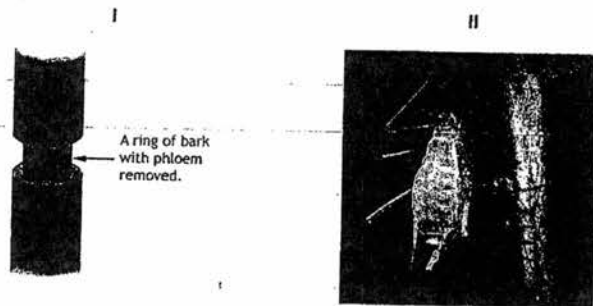 I
II
A ring of bark
with phloem
removed.